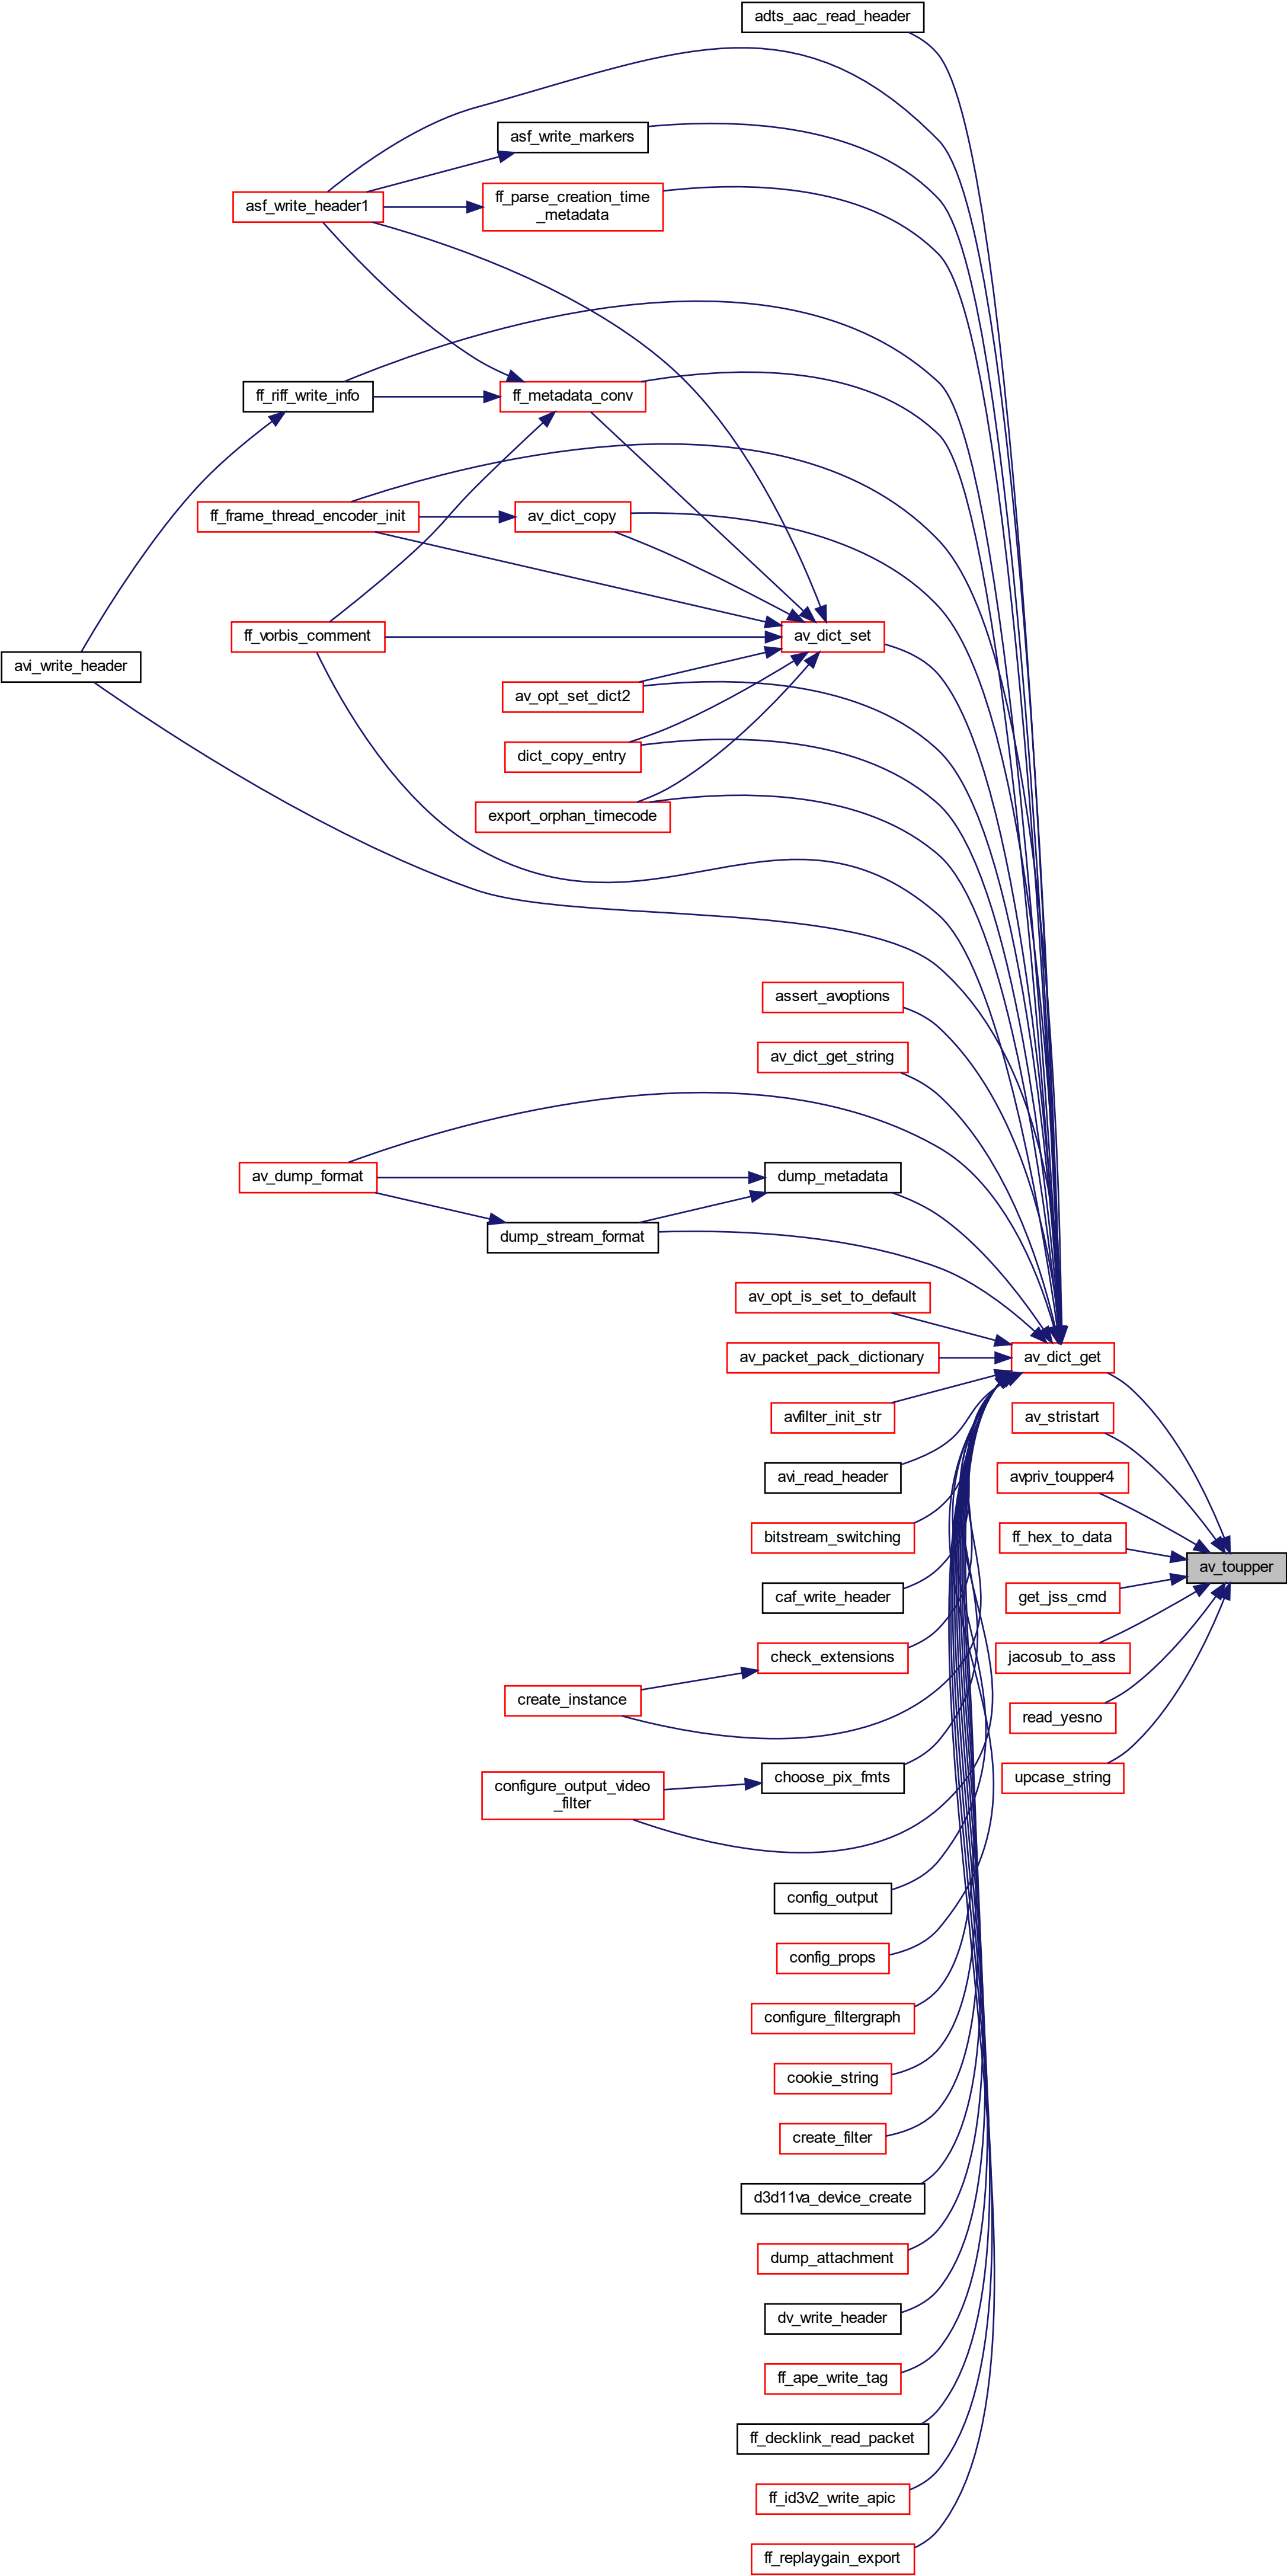 adts_aac_read_header
asf_write_markers
ff_parse_creation_time
_metadata
asf_write_header1
ff_riff_write_info
ff_metadata_conv
ff_frame_thread_encoder_init
av_dict_copy
ff_vorbis_comment
av_dict_set
avi_write_header
av_opt_set_dict2
dict_copy_entry
export_orphan_timecode
assert_avoptions
av_dict_get_string
av_dump_format
dump_metadata
dump_stream_format
av_opt_is_set_to_default
av_packet_pack_dictionary
av_dict_get
avfilter_init_str
av_stristart
avi_read_header
avpriv_toupper4
bitstream_switching
ff_hex_to_data
av_toupper
caf_write_header
get_jss_cmd
check_extensions
jacosub_to_ass
create_instance
read_yesno
choose_pix_fmts
upcase_string
configure_output_video
_filter
config_output
config_props
configure_filtergraph
cookie_string
create_filter
d3d11va_device_create
dump_attachment
dv_write_header
ff_ape_write_tag
ff_decklink_read_packet
ff_id3v2_write_apic
ff_replaygain_export